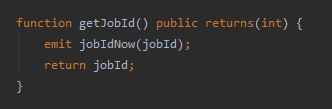 function getJobId() public returns(int) {
    emit jobIdNow(jobId);
    return jobId;
}